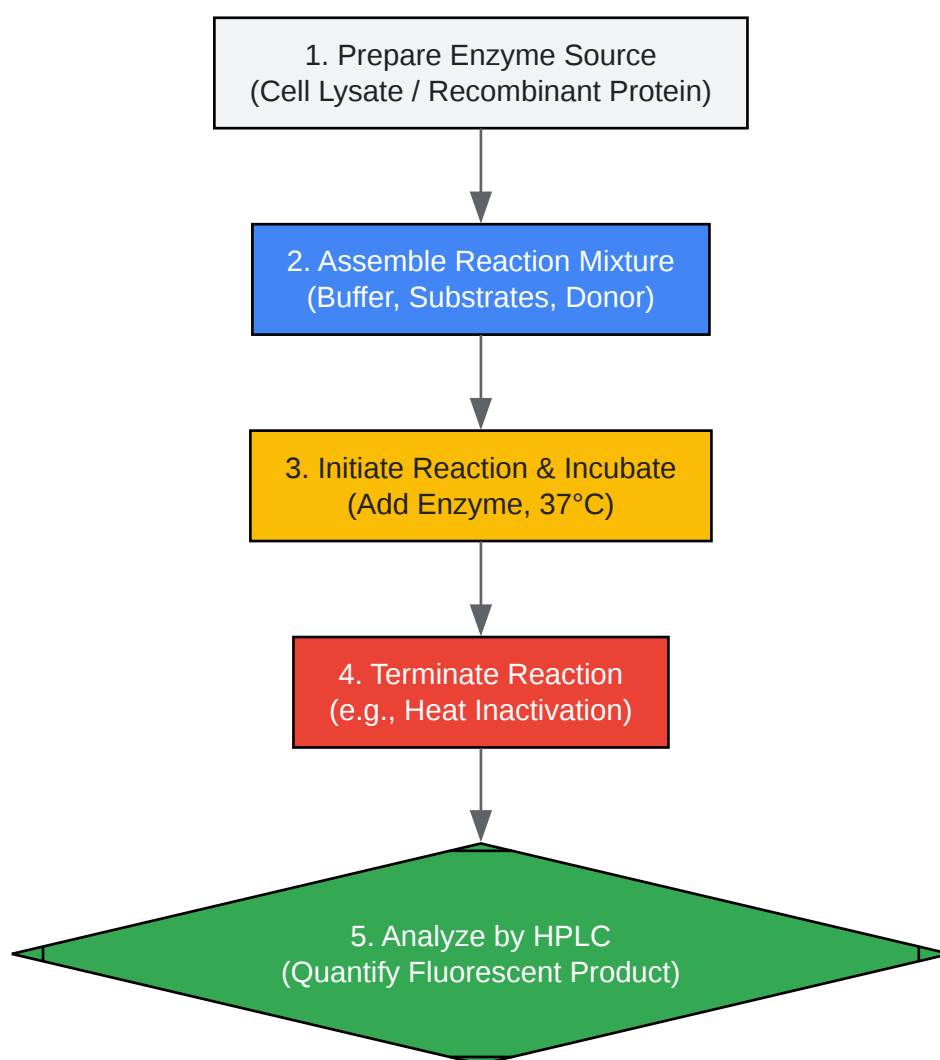 1. Prepare Enzyme Source
(Cell Lysate / Recombinant Protein)
2. Assemble Reaction Mixture
(Buffer, Substrates, Donor)
3. Initiate Reaction & Incubate
(Add Enzyme, 37°C)
4. Terminate Reaction
(e.g., Heat Inactivation)
5. Analyze by HPLC
(Quantify Fluorescent Product)